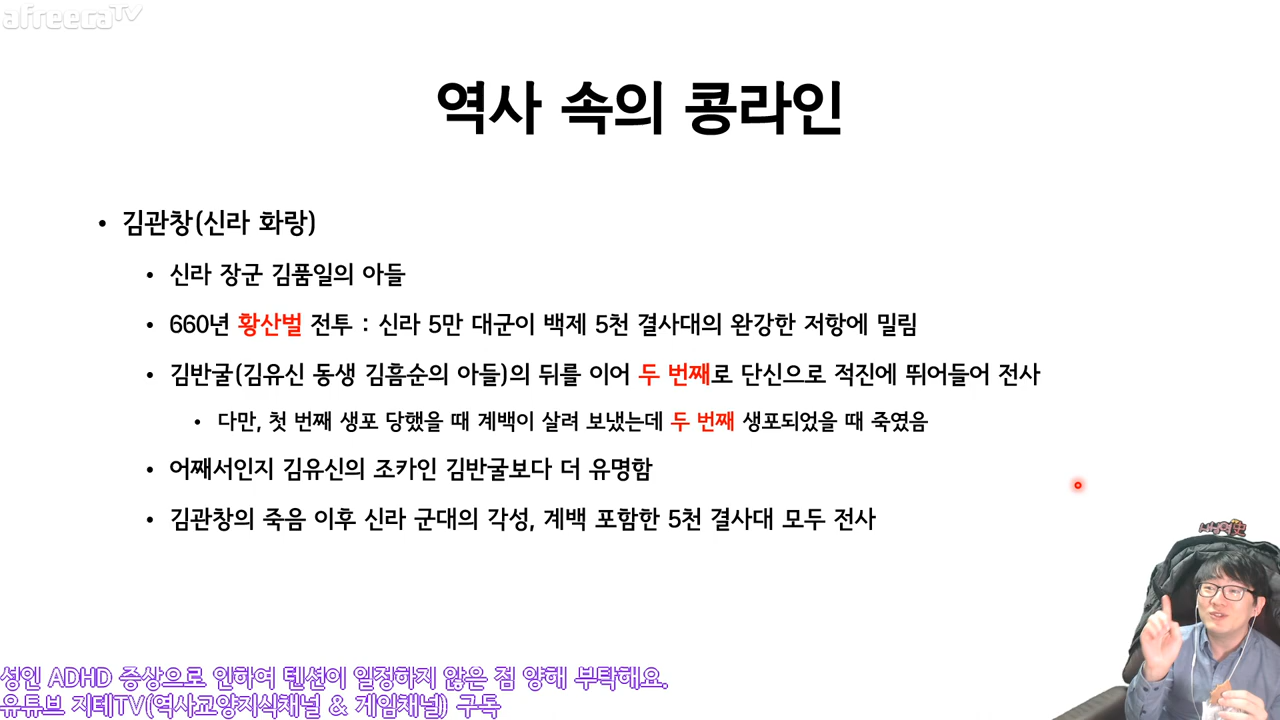 afreecaTV
역사 속의 콩라인
• 김관창(신라 화랑)
• 신라 장군 김품일의 아들
• 660년 황산벌 전투 : 신라 5만 대군이 백제 5천 결사대의 완강한 저항에 밀림
• 김반굴(김유신 동생 김흠순의 아들)의 뒤를 이어 두 번째로 단신으로 적진에 뛰어들어 전사
• 다만, 첫 번째 생포 당했을 때 계백이 살려 보냈는데 두 번째 생포되었을 때 죽였음
• 어째서인지 김유신의 조카인 김반굴보다 더 유명함
• 김관창의 죽음 이후 신라 군대의 각성, 계백 포함한 5천 결사대 모두 전사
성인 ADHD 증상으로 인하여 텐션이 일정하지 않은 점 양해 부탁해요.
유튜브 지테TV(역사교양지식채널 & 게임채널) 구독